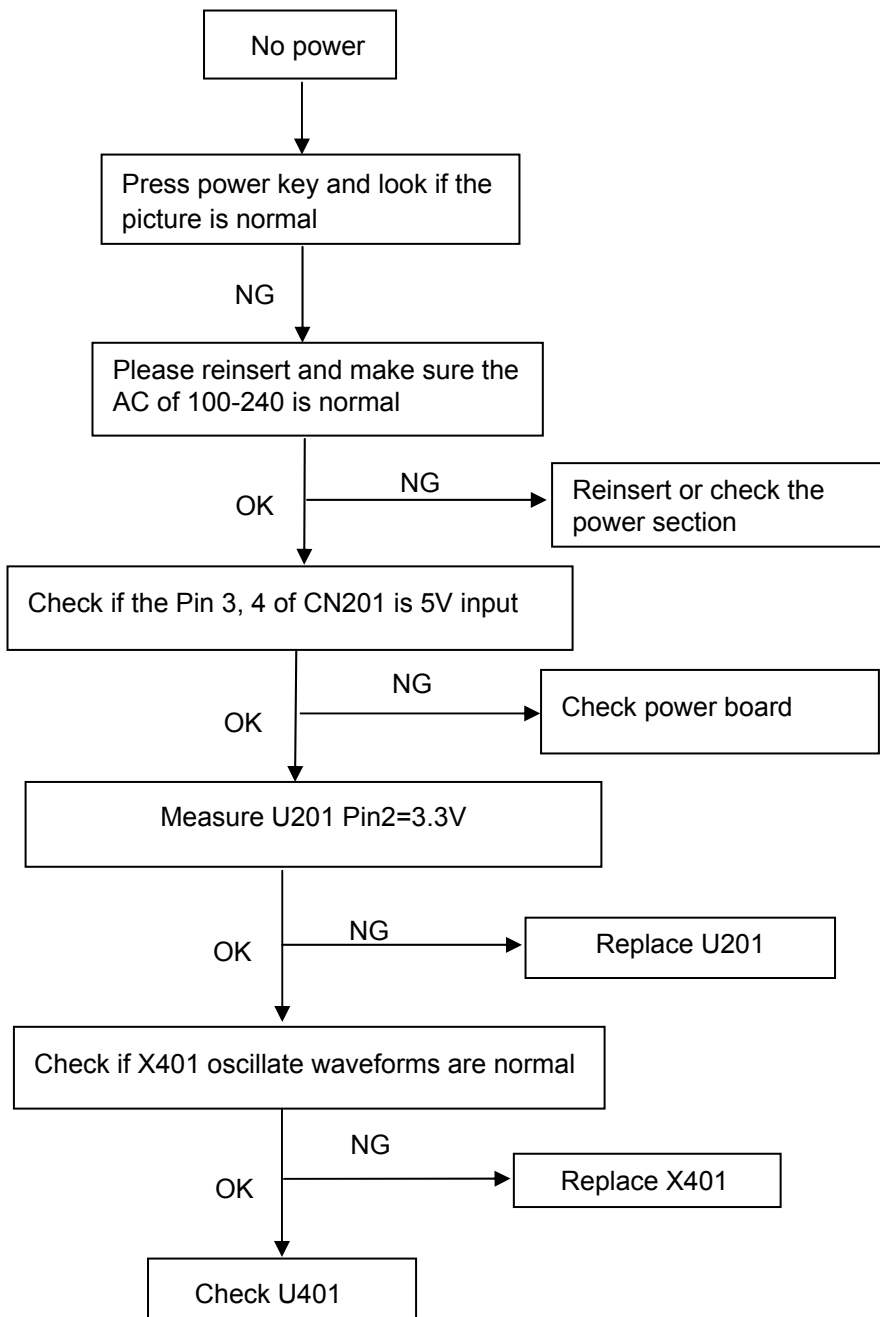 No power
Press power key and look if the
picture is normal
NG
Please reinsert and make sure the
AC of 100-240 is normal
NG
OK
Reinsert or check the
power section
Check if the Pin 3, 4 of CN201 is 5V input
NG
OK
Check power board
Measure U201 Pin2=3.3V
NG
OK
Replace U201
Check if X401 oscillate waveforms are normal
NG
OK
Replace X401
Check U401